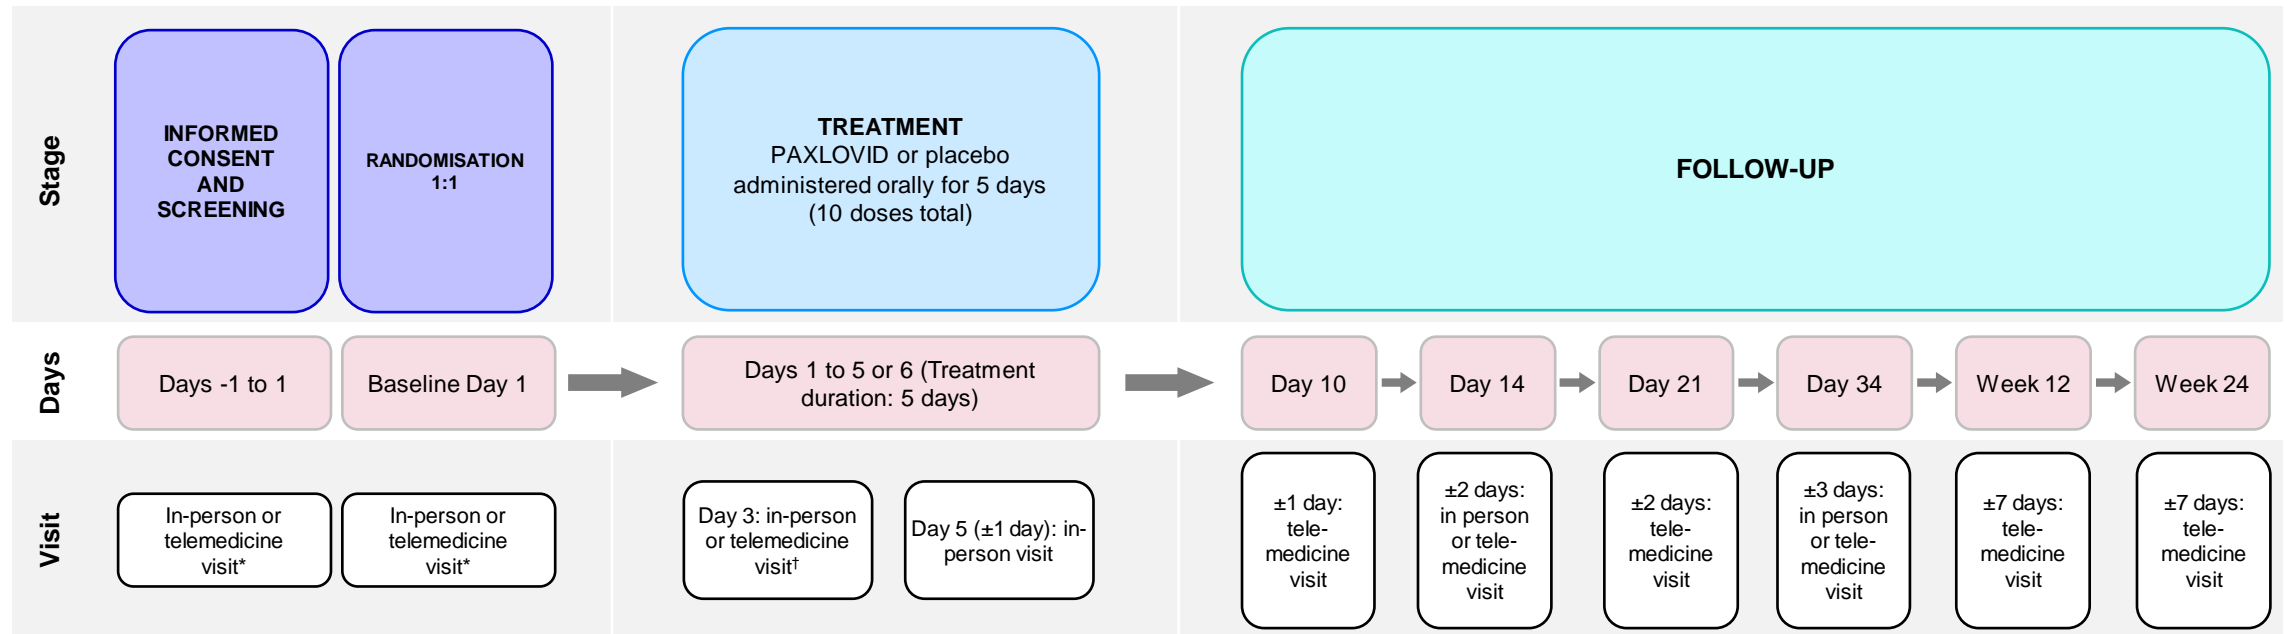 Stage
INFORMED
CONSENT
AND
SCREENING
RANDOMISATION
1:1
TREATMENT
PAXLOVID or placebo
administered orally for 5 days
(10 doses total)
FOLLOW-UP
Days
Days -1 to 1
Baseline Day 1
Days 1 to 5 or 6 (Treatment
duration: 5 days)
Day 10
Day 14
Day 21
Day 34
Week 12
Week 24
Visit
In-person or
telemedicine
visit*
In-person or
telemedicine
visit*
Day 3: in-person
or telemedicine
visit†
Day 5 (±1 day): in-
person visit
±1 day:
tele-
medicine
visit
±2 days:
in person
or tele-
medicine
visit
±2 days:
tele-
medicine
visit
±3 days:
in person
or tele-
medicine
visit
±7 days:
tele-
medicine
visit
±7 days:
tele-
medicine
visit